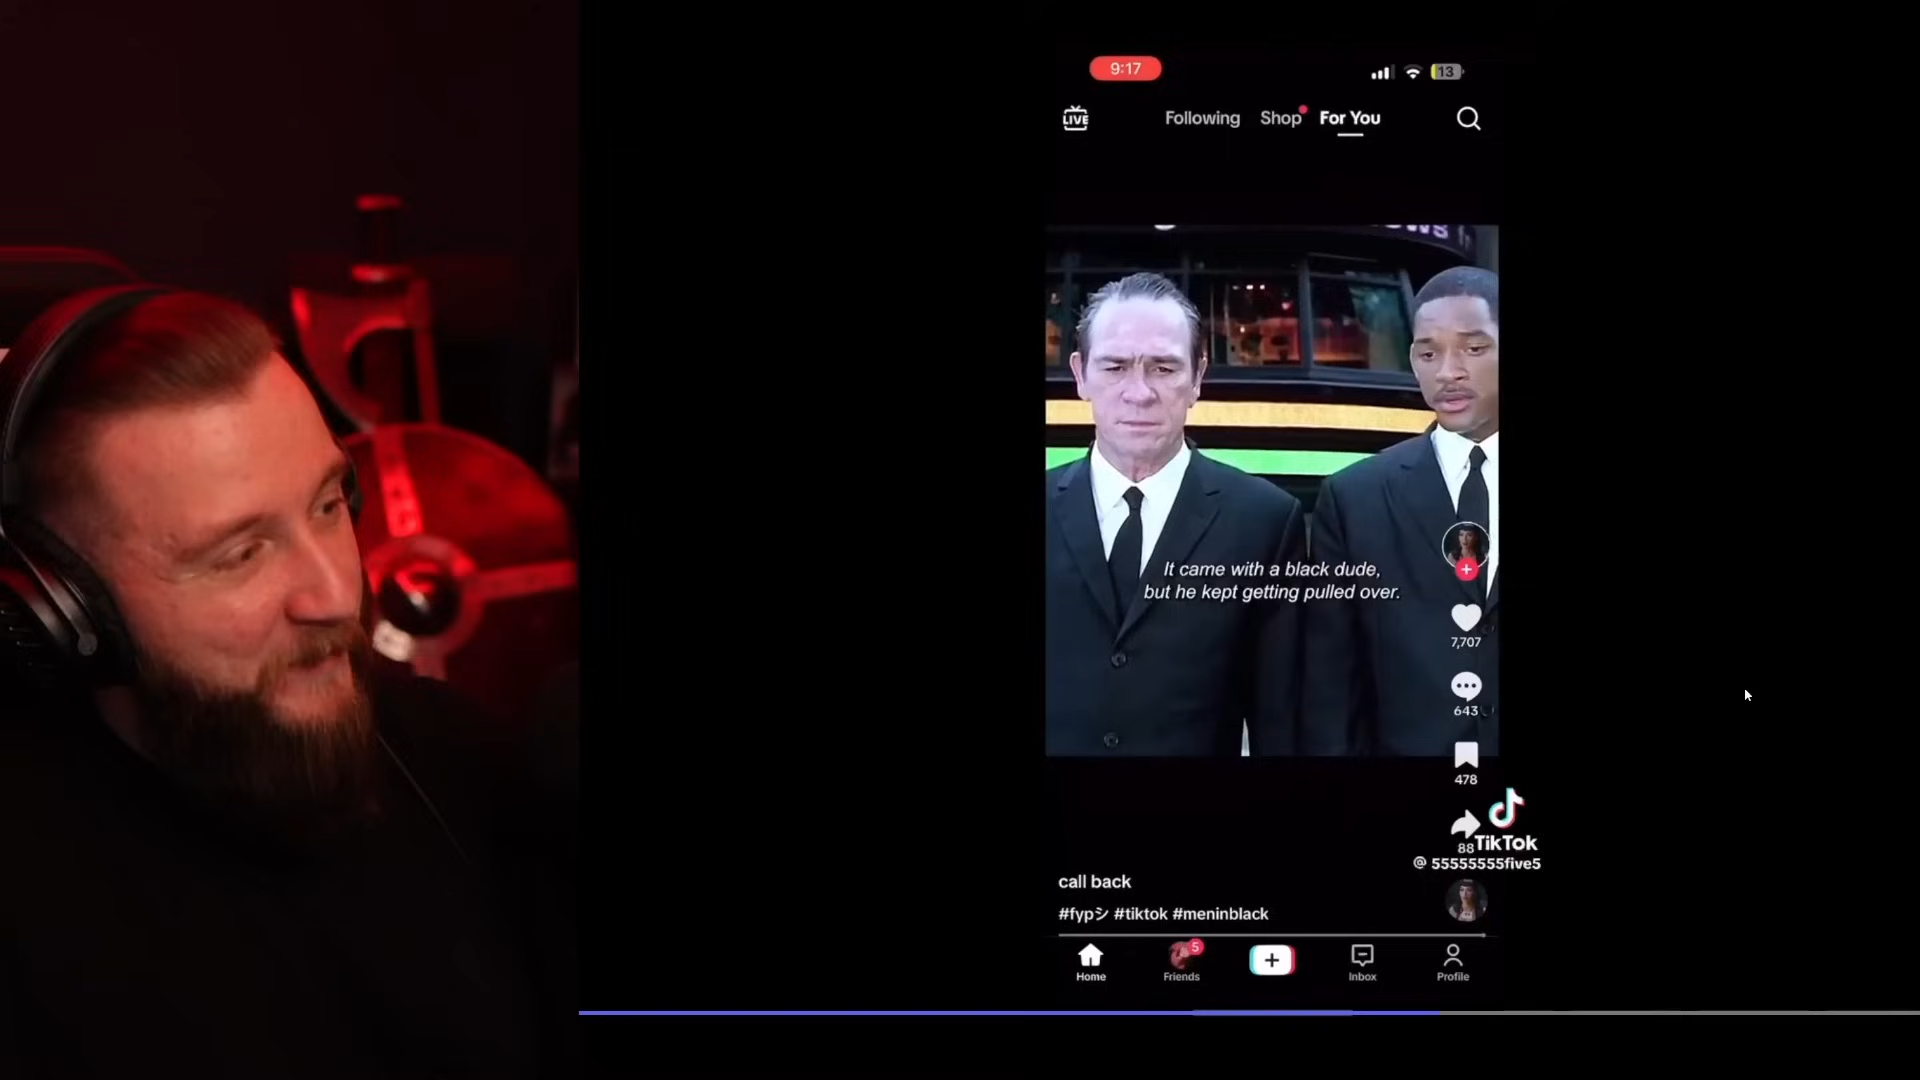 9:17
13
LIVE
Following
Shop
For You
It came with a black dude,
but he kept getting pulled over.
7,707
643
478
88
TikTok
@ 55555555five5
call back
#fypシ #tiktok #meninblack
5
Home
Friends
Inbox
Profile